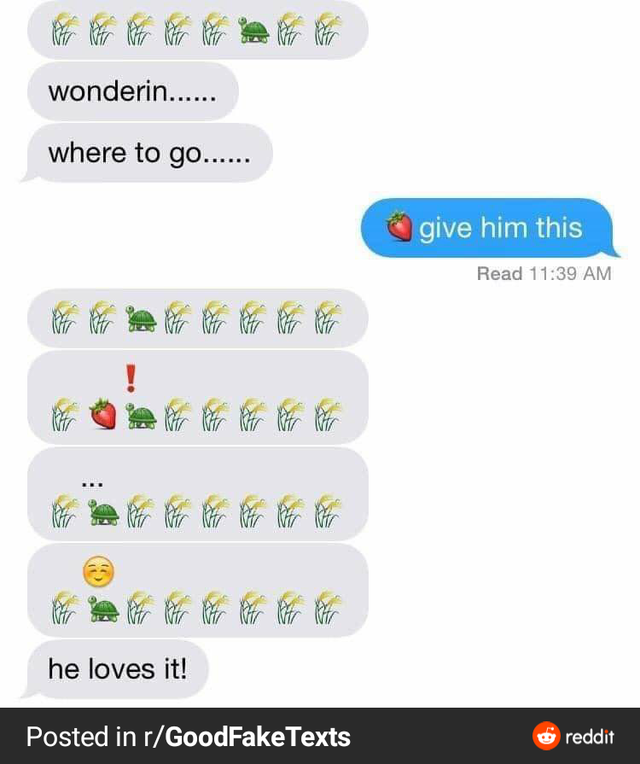 🌾🌾🌾🌾🌾🐢🌾🌾
wonderin......
where to go......
🍓give him this
Read 11:39 AM
🌾🌾🐢🌾🌾🌾🌾🌾
❗
🌾🍓🐢🌾🌾🌾🌾🌾
...
🌾🐢🌾🌾🌾🌾🌾🌾
☺️
🌾🐢🌾🌾🌾🌾🌾🌾
he loves it!
Posted in r/GoodFakeTexts
reddit